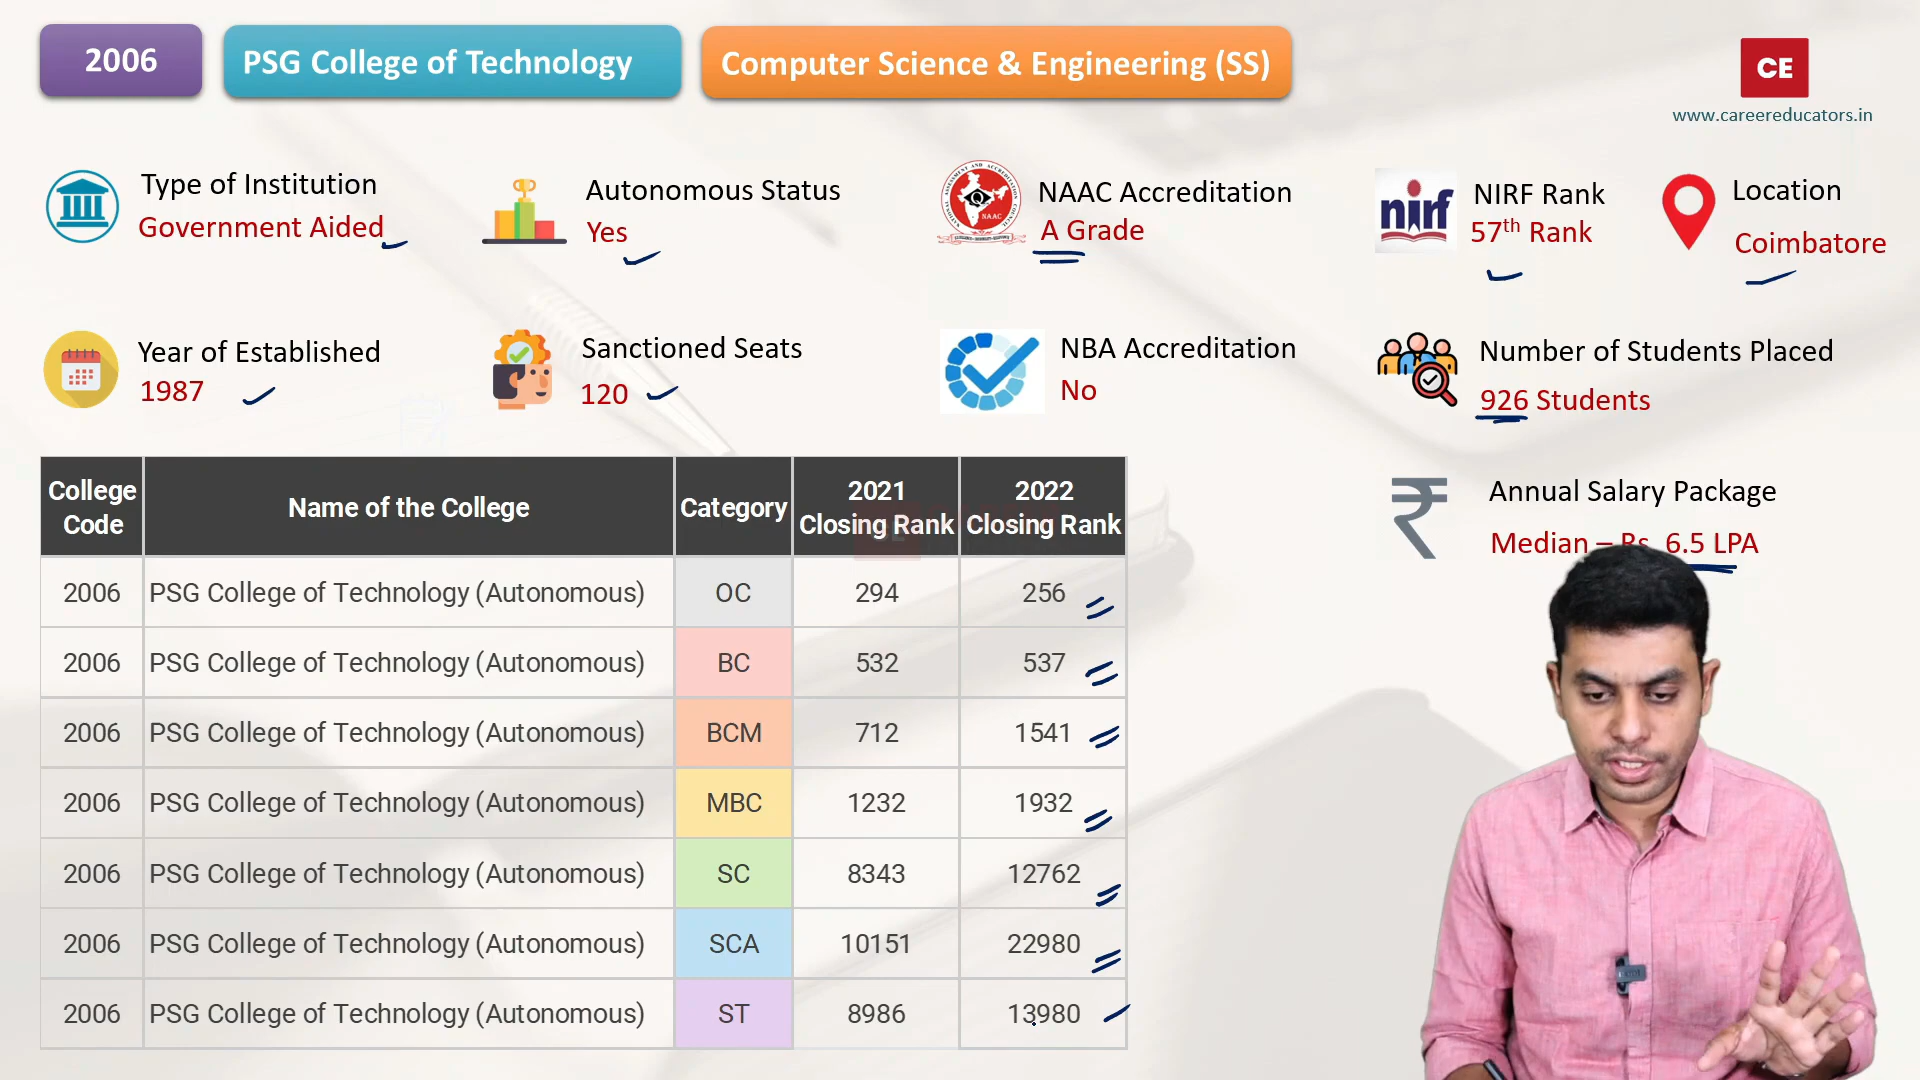 2006
PSG College of Technology
Computer Science & Engineering (SS)
CE
www.careereducators.in
Type of Institution
Government Aided
Autonomous Status
Yes
NAAC
NAAC Accreditation
A Grade
nirf
NIRF Rank
57th Rank
Location
Coimbatore
Year of Established
1987
Sanctioned Seats
120
NBA Accreditation
No
Number of Students Placed
926 Students
Annual Salary Package
Median – Rs. 6.5 LPA
College Code Name of the College Category 2021 Closing Rank 2022 Closing Rank
2006 PSG College of Technology (Autonomous) OC 294 256
2006 PSG College of Technology (Autonomous) BC 532 537
2006 PSG College of Technology (Autonomous) BCM 712 1541
2006 PSG College of Technology (Autonomous) MBC 1232 1932
2006 PSG College of Technology (Autonomous) SC 8343 12762
2006 PSG College of Technology (Autonomous) SCA 10151 22980
2006 PSG College of Technology (Autonomous) ST 8986 13980